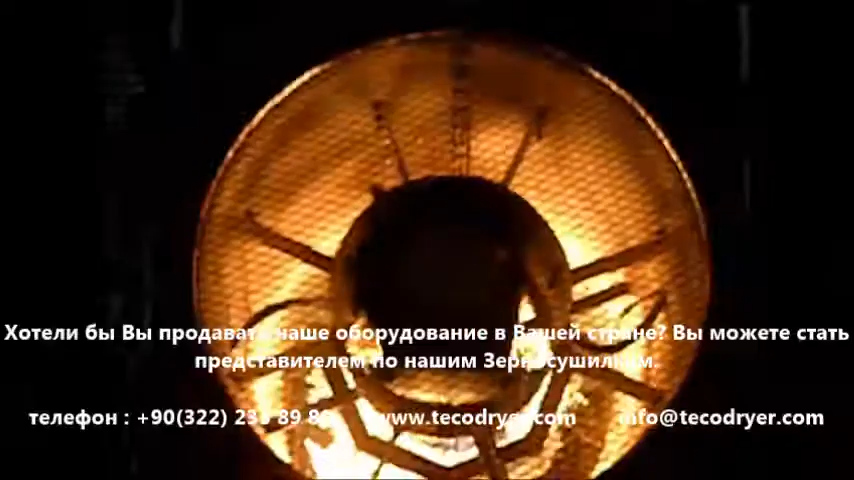 Хотели бы Вы продавать наше оборудование в Вашей стране? Вы можете стать
представителем по нашим Зерносушилкам.
телефон : +90(322) 23 89 www.tecodryer.com info@tecodryer.com